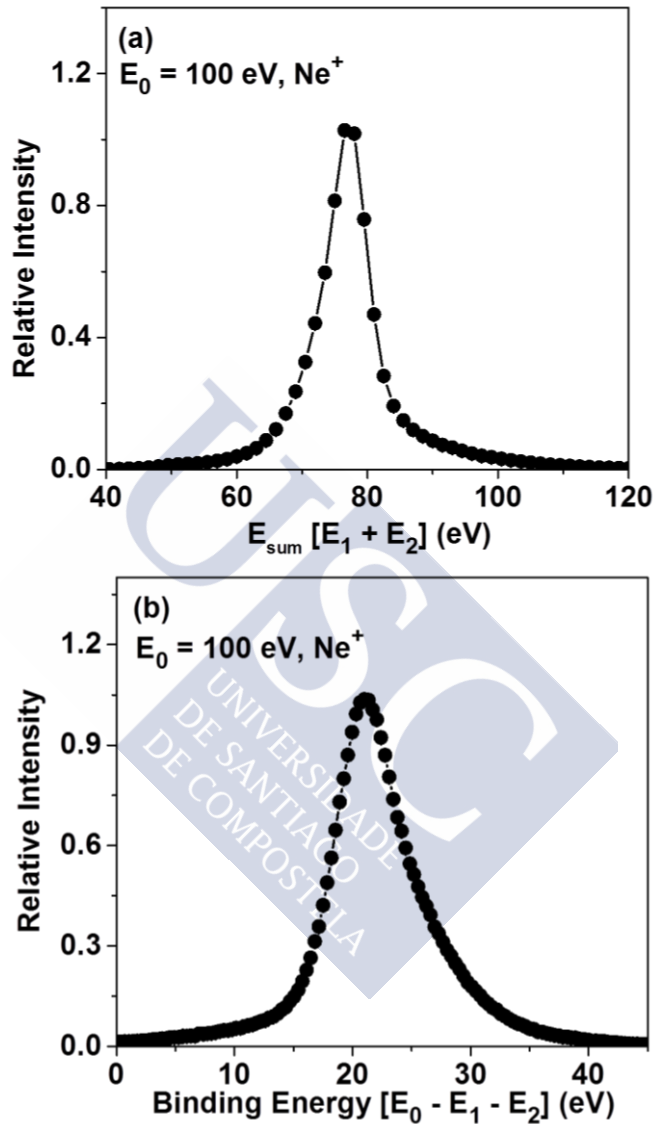 (a)
E₀ = 100 eV, Ne⁺
Relative Intensity
1.2
0.8
0.4
0.0
40 60 80 100 120
E_sum [E₁ + E₂] (eV)
(b)
E₀ = 100 eV, Ne⁺
Relative Intensity
1.2
0.9
0.6
0.3
0.0
0 10 20 30 40
Binding Energy [E₀ - E₁ - E₂] (eV)
USC
UNIVERSIDADE
DE SANTIAGO
DE COMPOSTELA